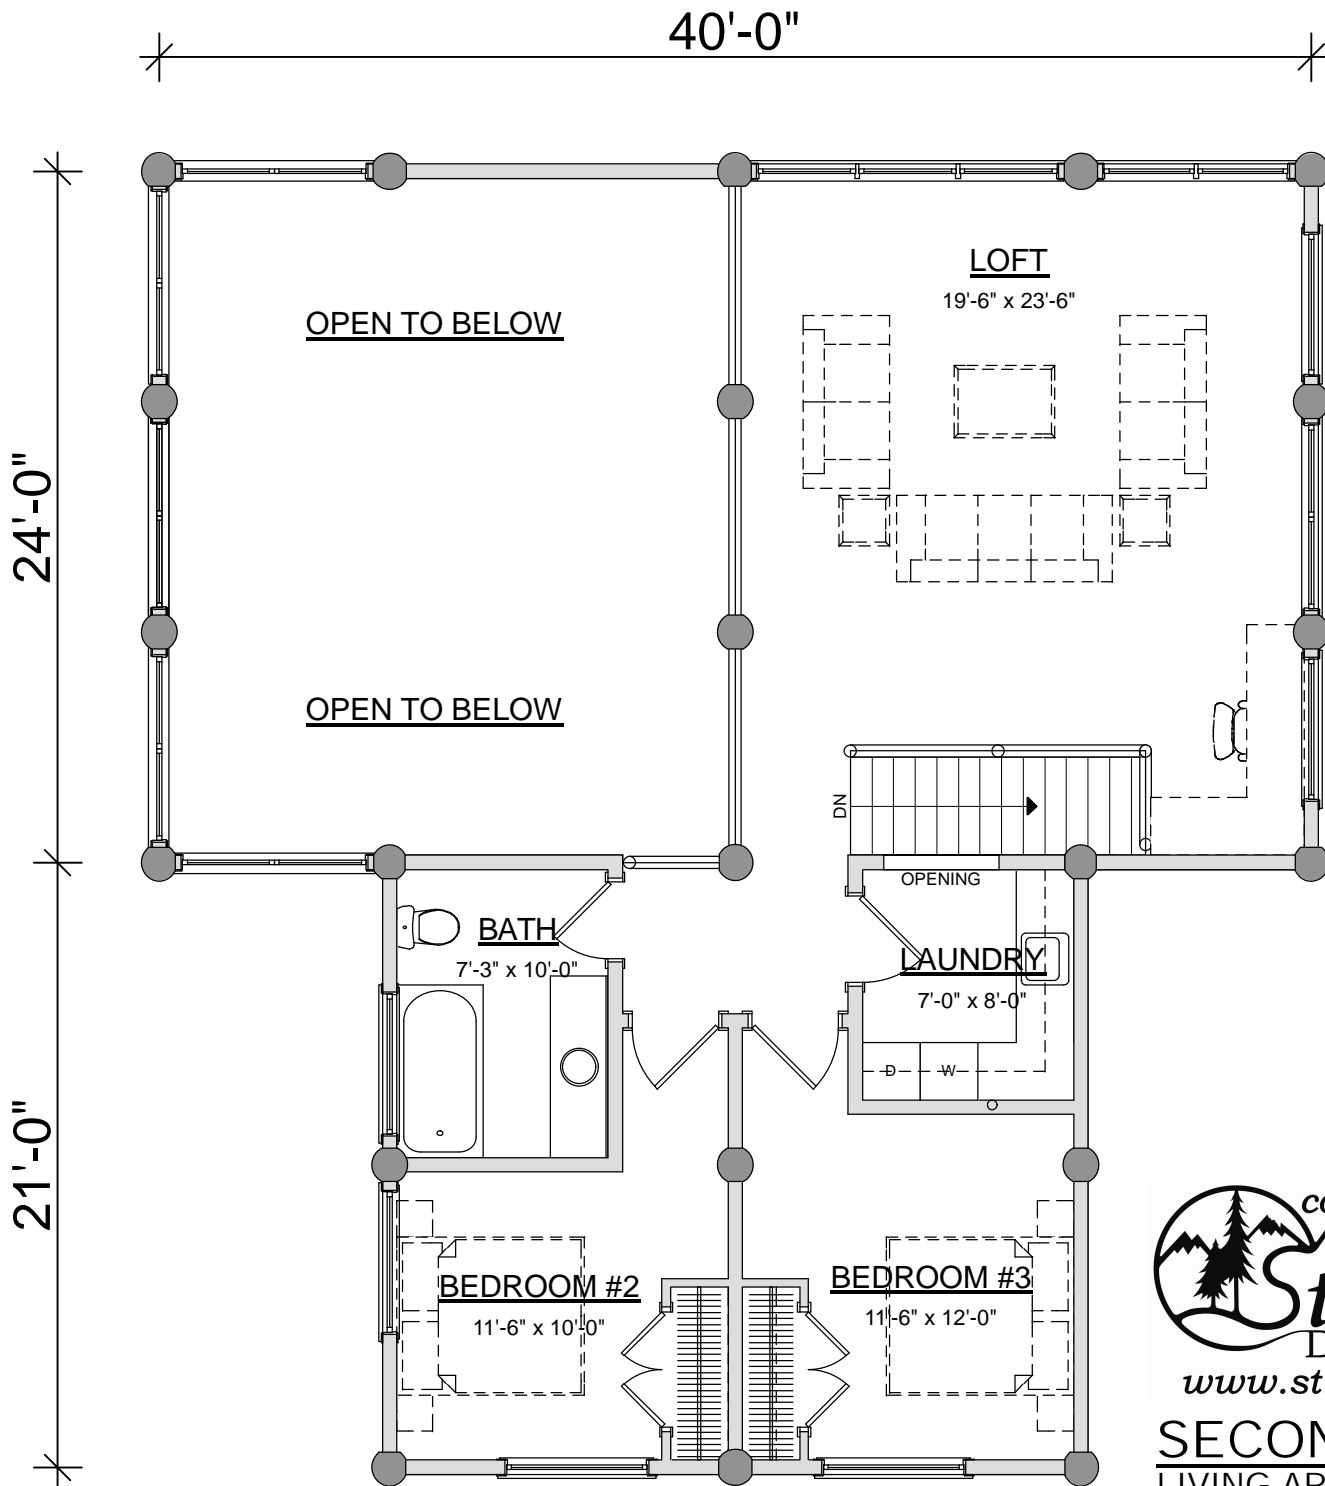 40'-0"
24'-0"
21'-0"
LOFT
19'-6" x 23'-6"
OPEN TO BELOW
OPEN TO BELOW
DN
OPENING
BATH
7'-3" x 10'-0"
LAUNDRY
7'-0" x 8'-0"
D
W
BEDROOM #2
11'-6" x 10'-0"
BEDROOM #3
11'-6" x 12'-0"
www.st